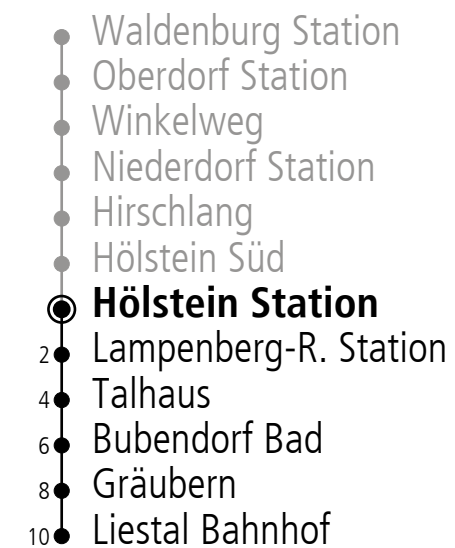 Waldenburg Station
Oberdorf Station
Winkelweg
Niederdorf Station
Hirschlang
Hölstein Süd
Hölstein Station
2 Lampenberg-R. Station
4 Talhaus
6 Bubendorf Bad
8 Gräubern
10 Liestal Bahnhof